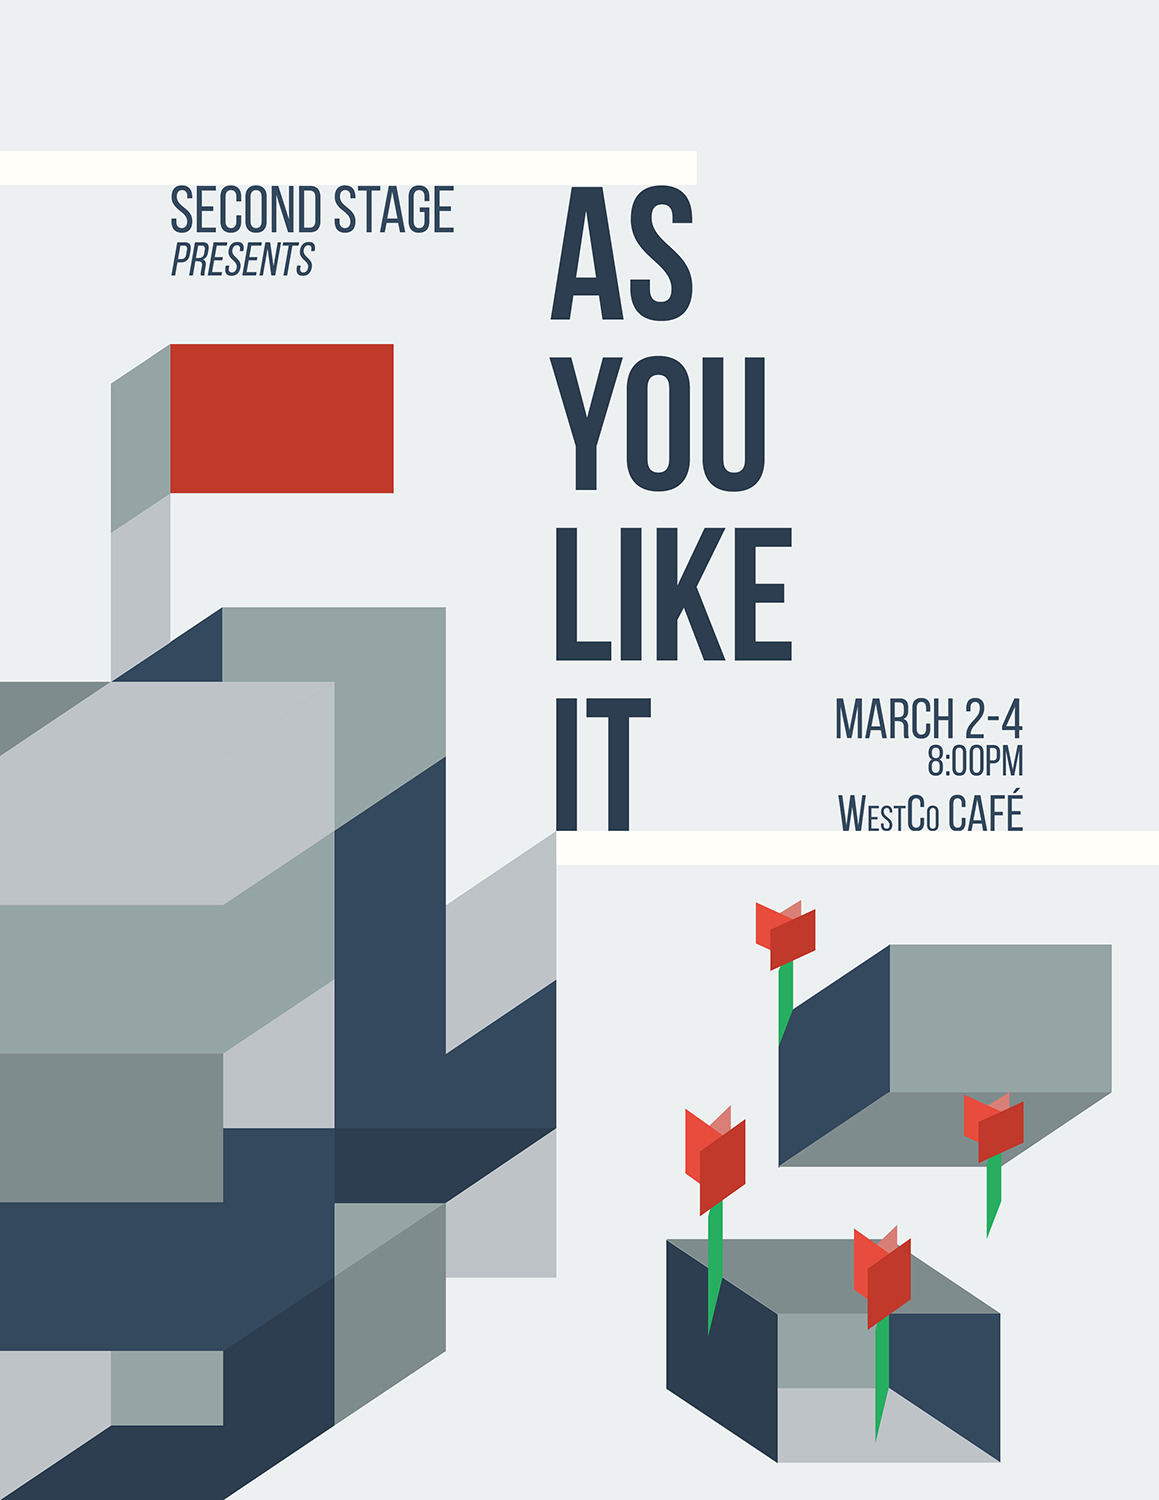 SECOND STAGE
PRESENTS
AS
YOU
LIKE
IT
MARCH 2-4
8:00PM
WESTCO CAFÉ